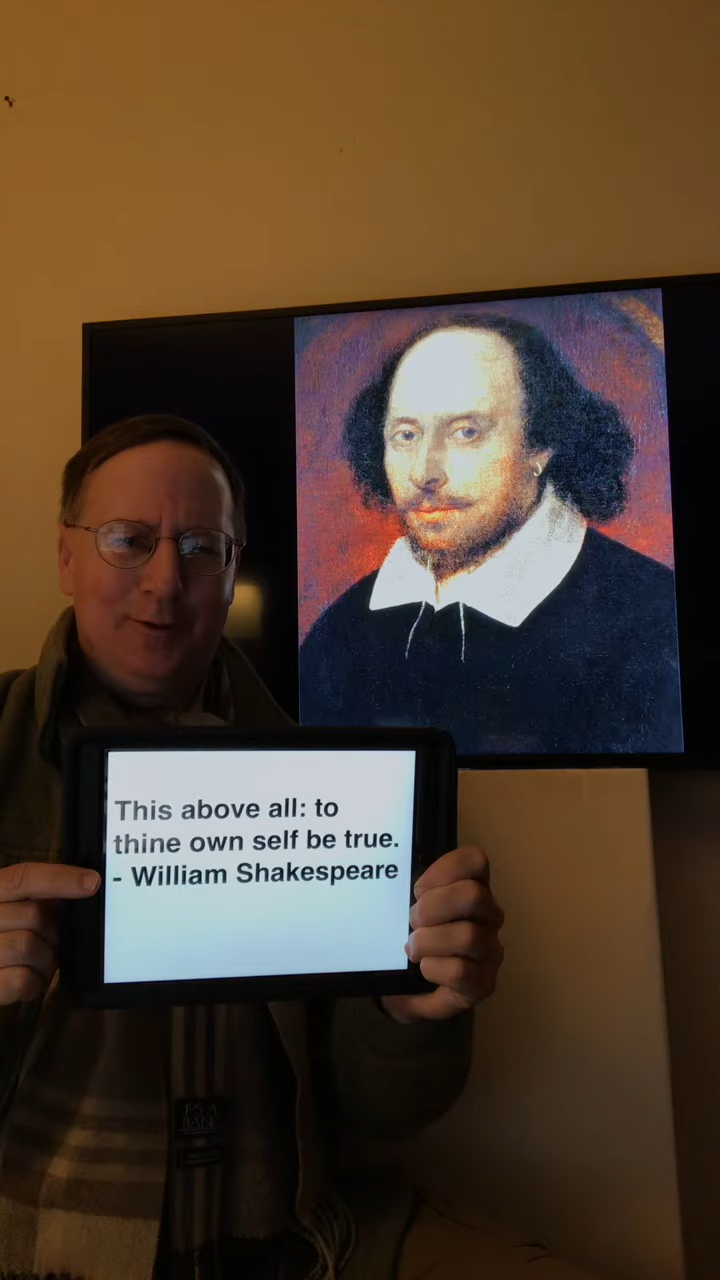 This above all: to
thine own self be true.
- William Shakespeare